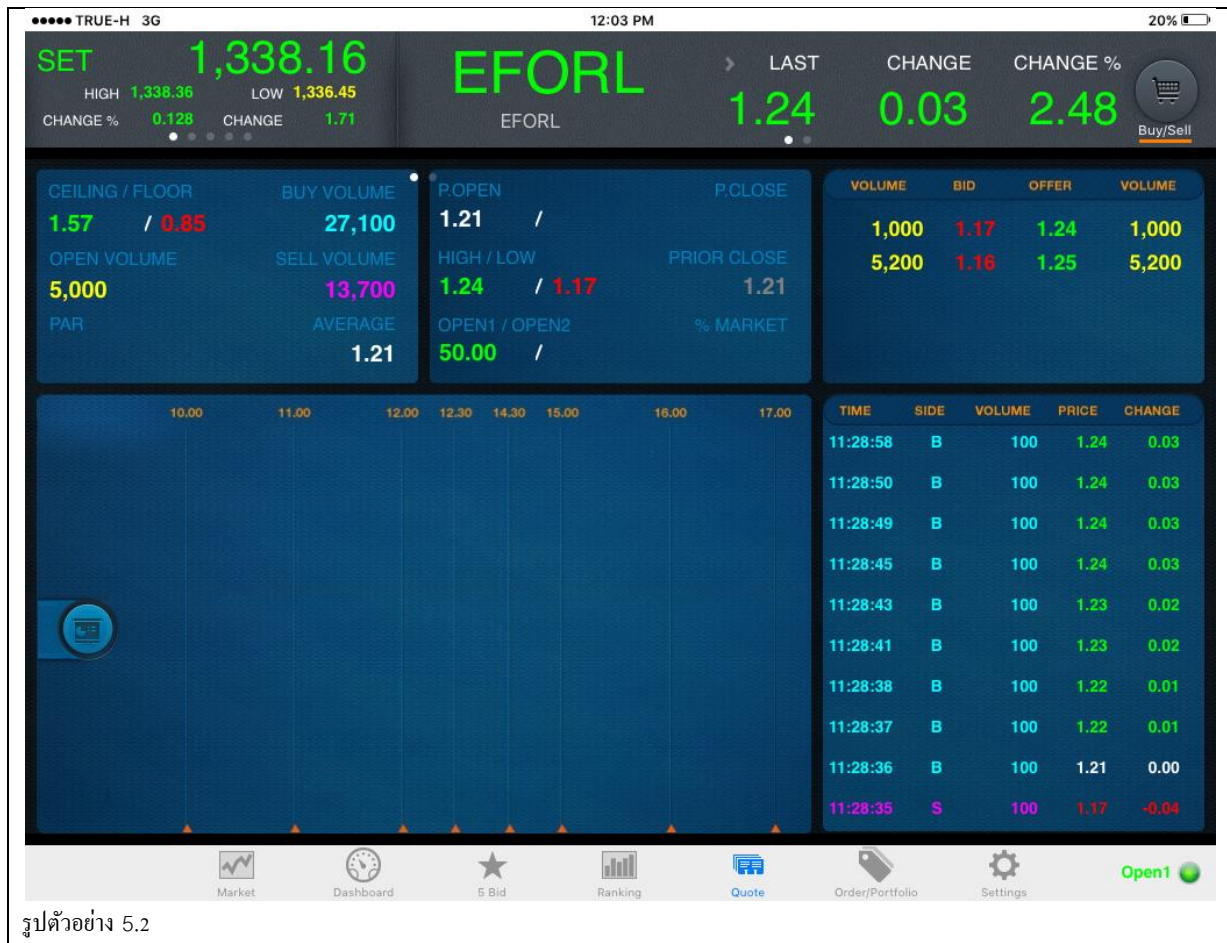 ●●●●● TRUE-H 3G 12:03 PM 20%
SET 1,338.16
HIGH 1,338.36 LOW 1,336.45
CHANGE % 0.128 CHANGE 1.71
EFORL
EFORL
LAST CHANGE CHANGE %
1.24 0.03 2.48
Buy/Sell
CEILING / FLOOR BUY VOLUME
1.57 / 0.85 27,100
OPEN VOLUME SELL VOLUME
5,000 13,700
PAR AVERAGE
1.21
P.OPEN P.CLOSE
1.21 /
HIGH / LOW PRIOR CLOSE
1.24 / 1.17 1.21
OPEN1 / OPEN2 % MARKET
50.00 /
VOLUME BID OFFER VOLUME
1,000 1.17 1.24 1,000
5,200 1.16 1.25 5,200
10.00 11.00 12.00 12.30 14.30 15.00 16.00 17.00
TIME SIDE VOLUME PRICE CHANGE
11:28:58 B 100 1.24 0.03
11:28:50 B 100 1.24 0.03
11:28:49 B 100 1.24 0.03
11:28:45 B 100 1.24 0.03
11:28:43 B 100 1.23 0.02
11:28:41 B 100 1.23 0.02
11:28:38 B 100 1.22 0.01
11:28:37 B 100 1.22 0.01
11:28:36 B 100 1.21 0.00
11:28:35 S 100 1.17 -0.04
Market Dashboard 5 Bid Ranking Quote Order/Portfolio Settings Open1
รูปตัวอย่าง 5.2